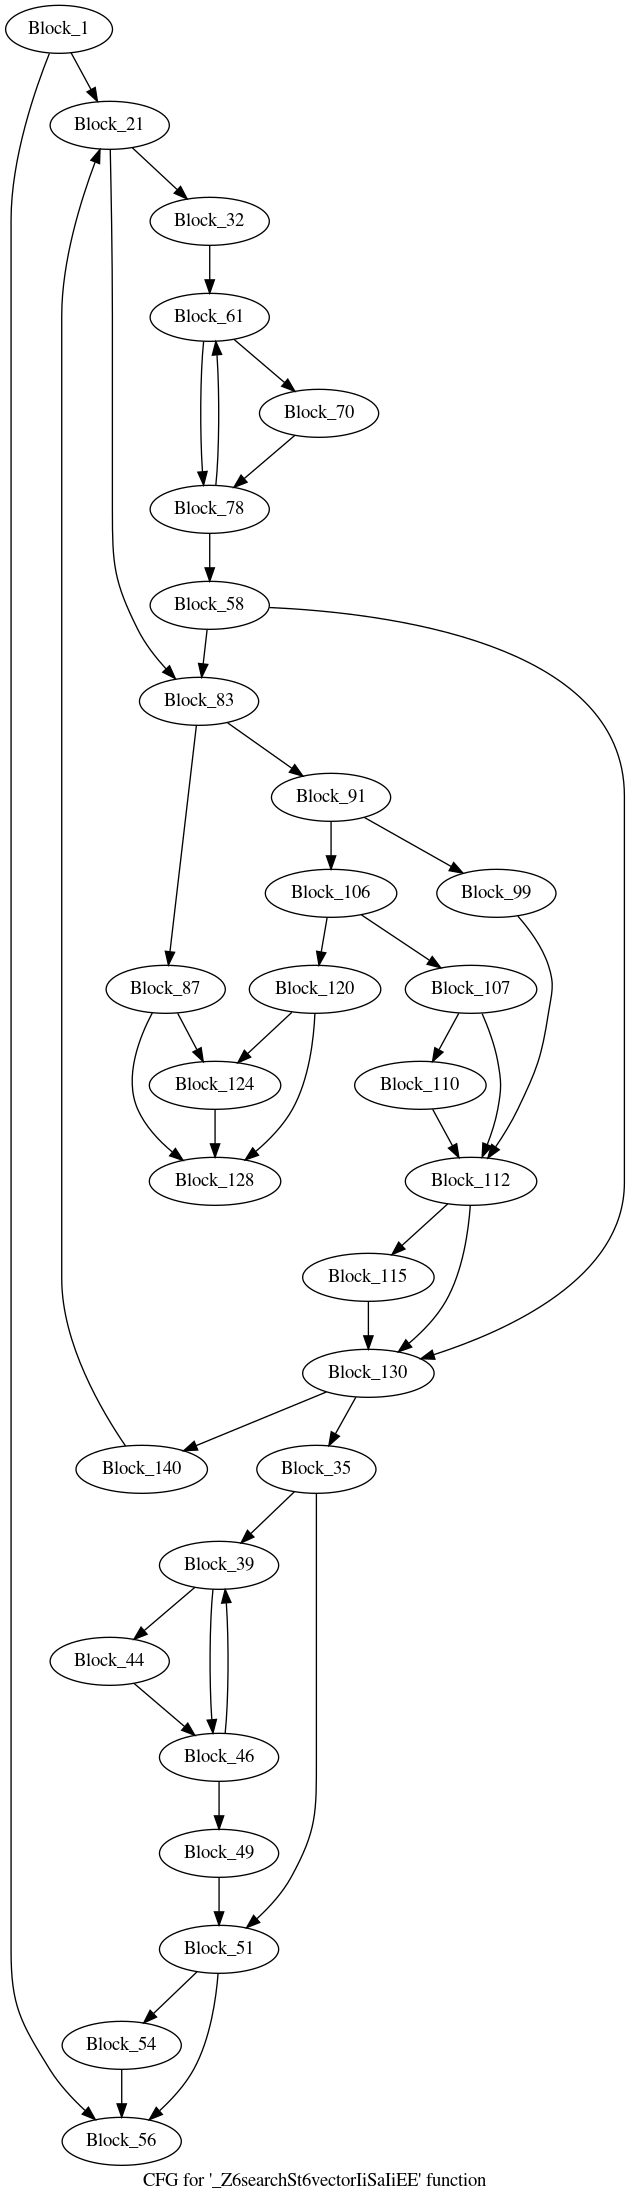 Block_1
Block_21
Block_32
Block_61
Block_70
Block_78
Block_58
Block_83
Block_91
Block_106
Block_99
Block_87
Block_120
Block_107
Block_124
Block_110
Block_128
Block_112
Block_115
Block_130
Block_140
Block_35
Block_39
Block_44
Block_46
Block_49
Block_51
Block_54
Block_56
CFG for '_Z6searchSt6vectorIiSaIiEE' function